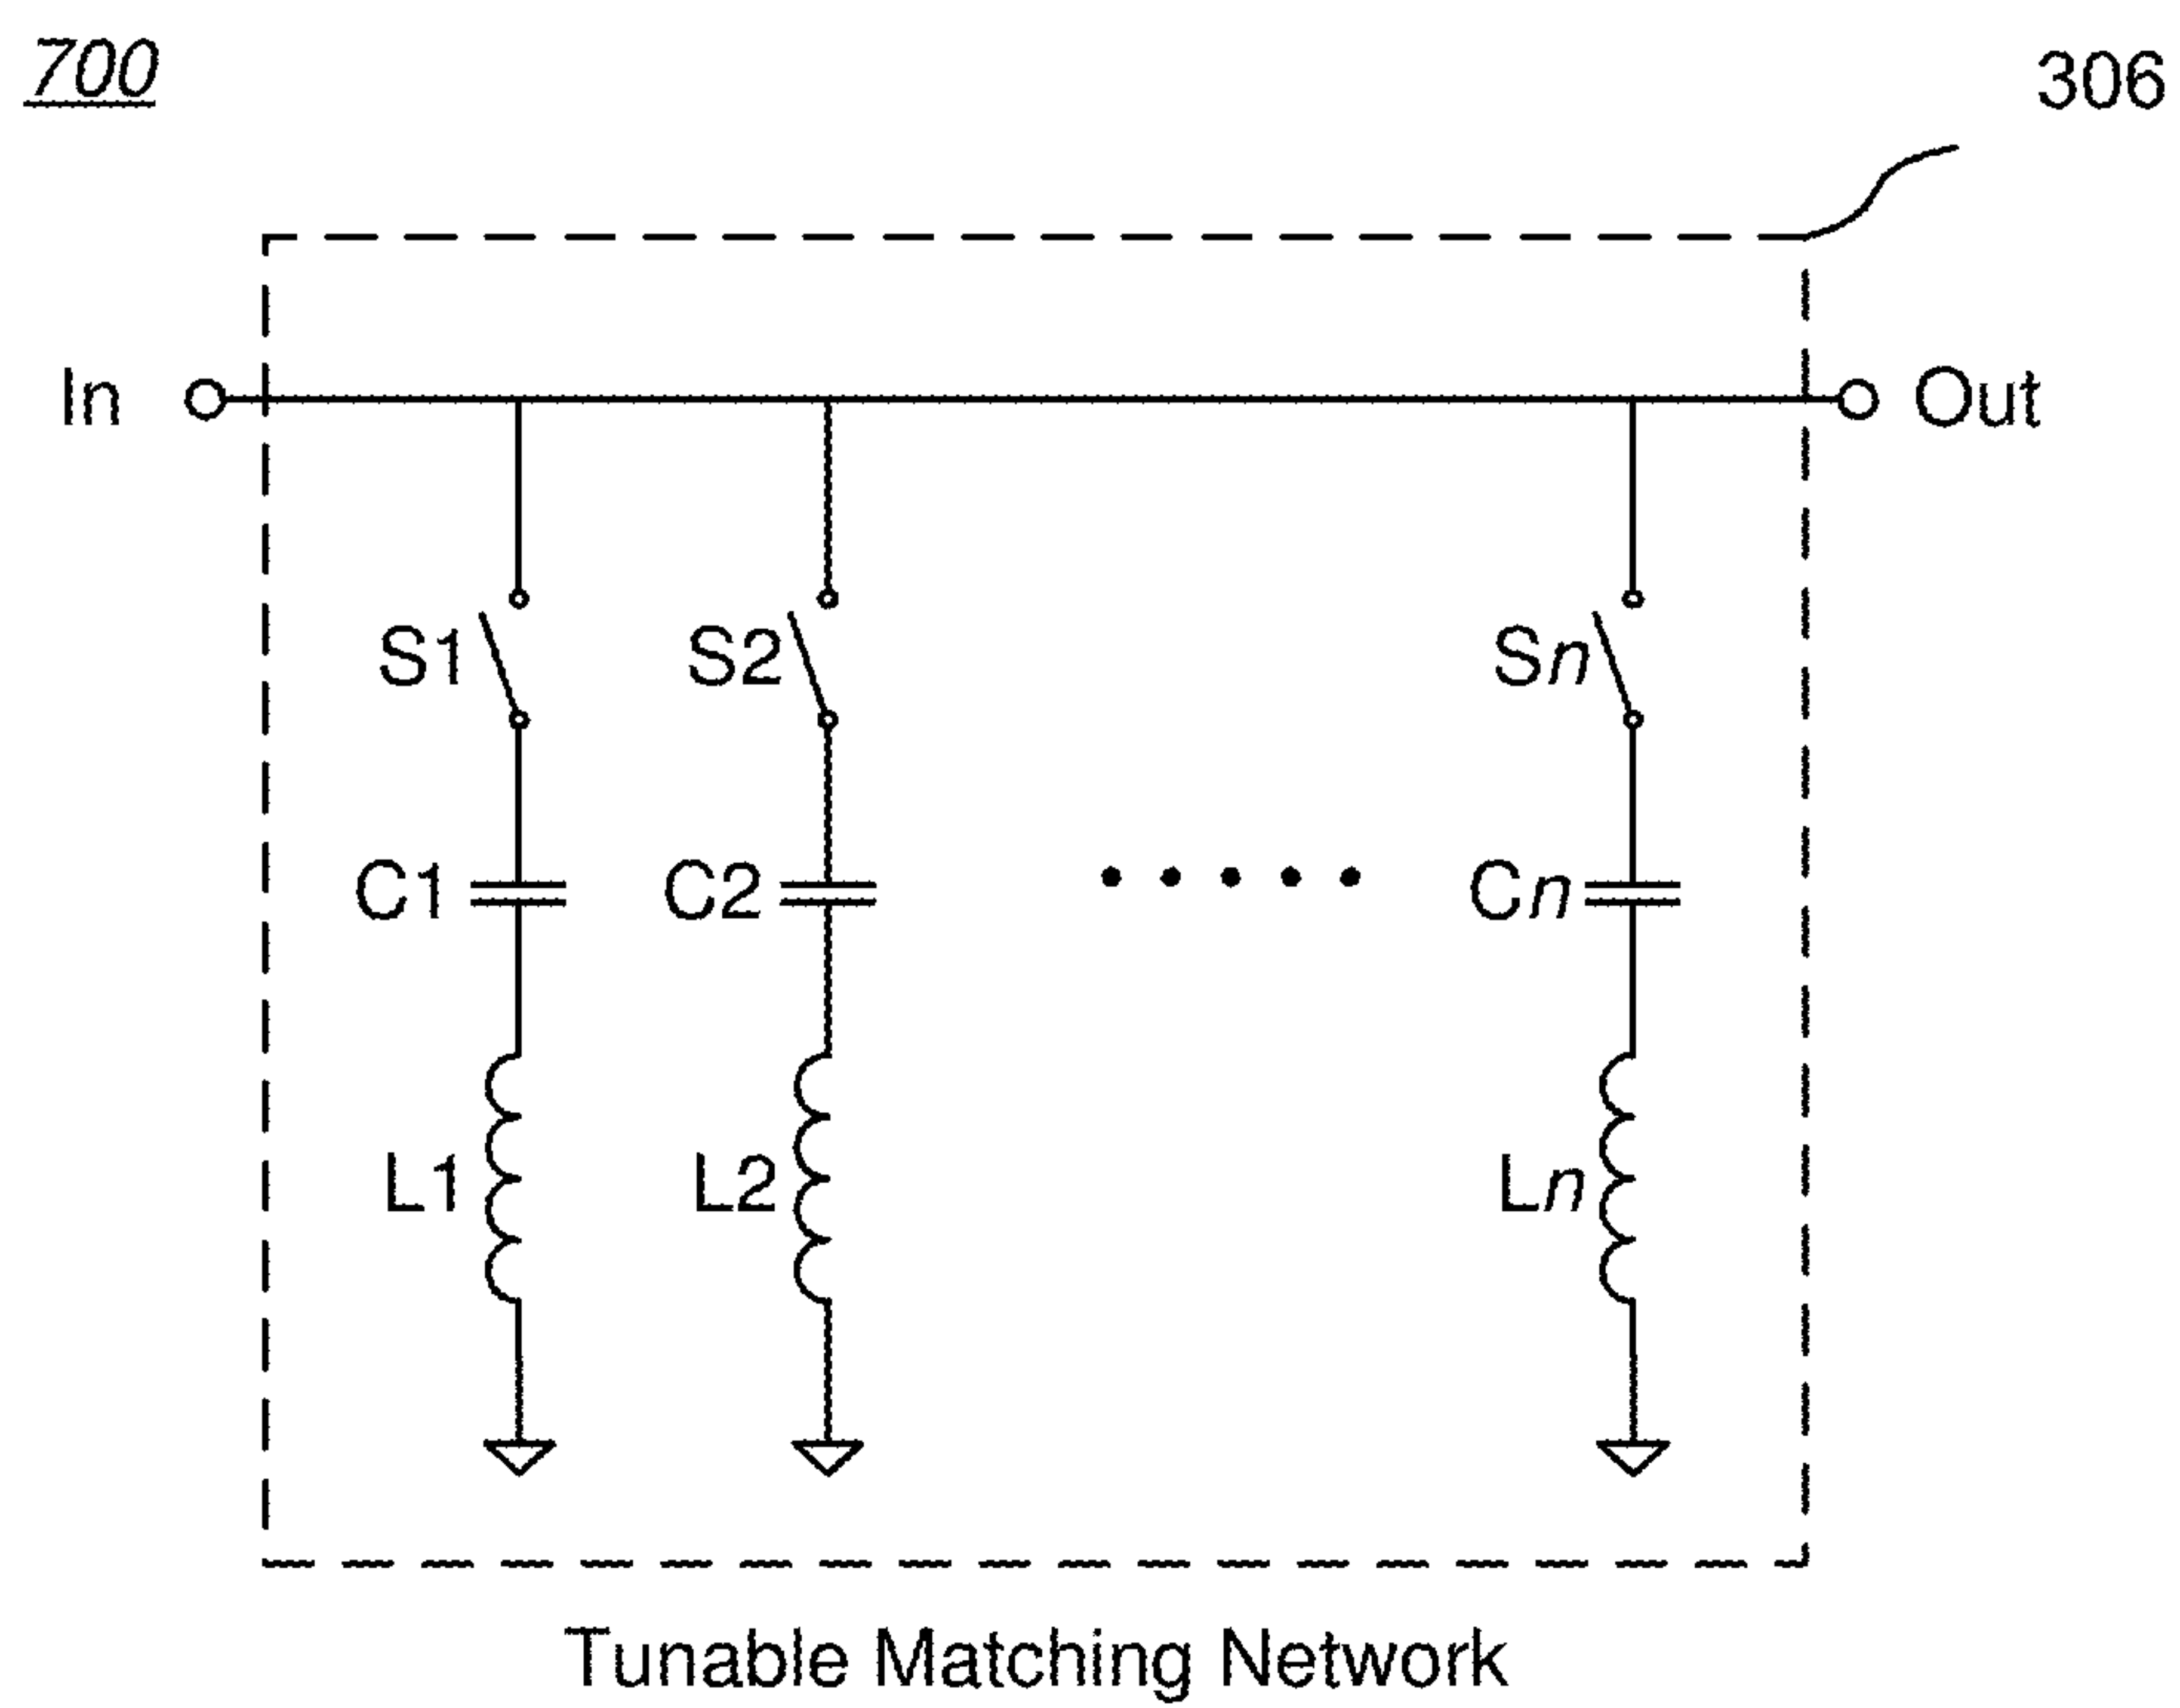 700
306
In
Out
S1
S2
Sn
C1
C2
Cn
L1
L2
Ln
Tunable Matching Network